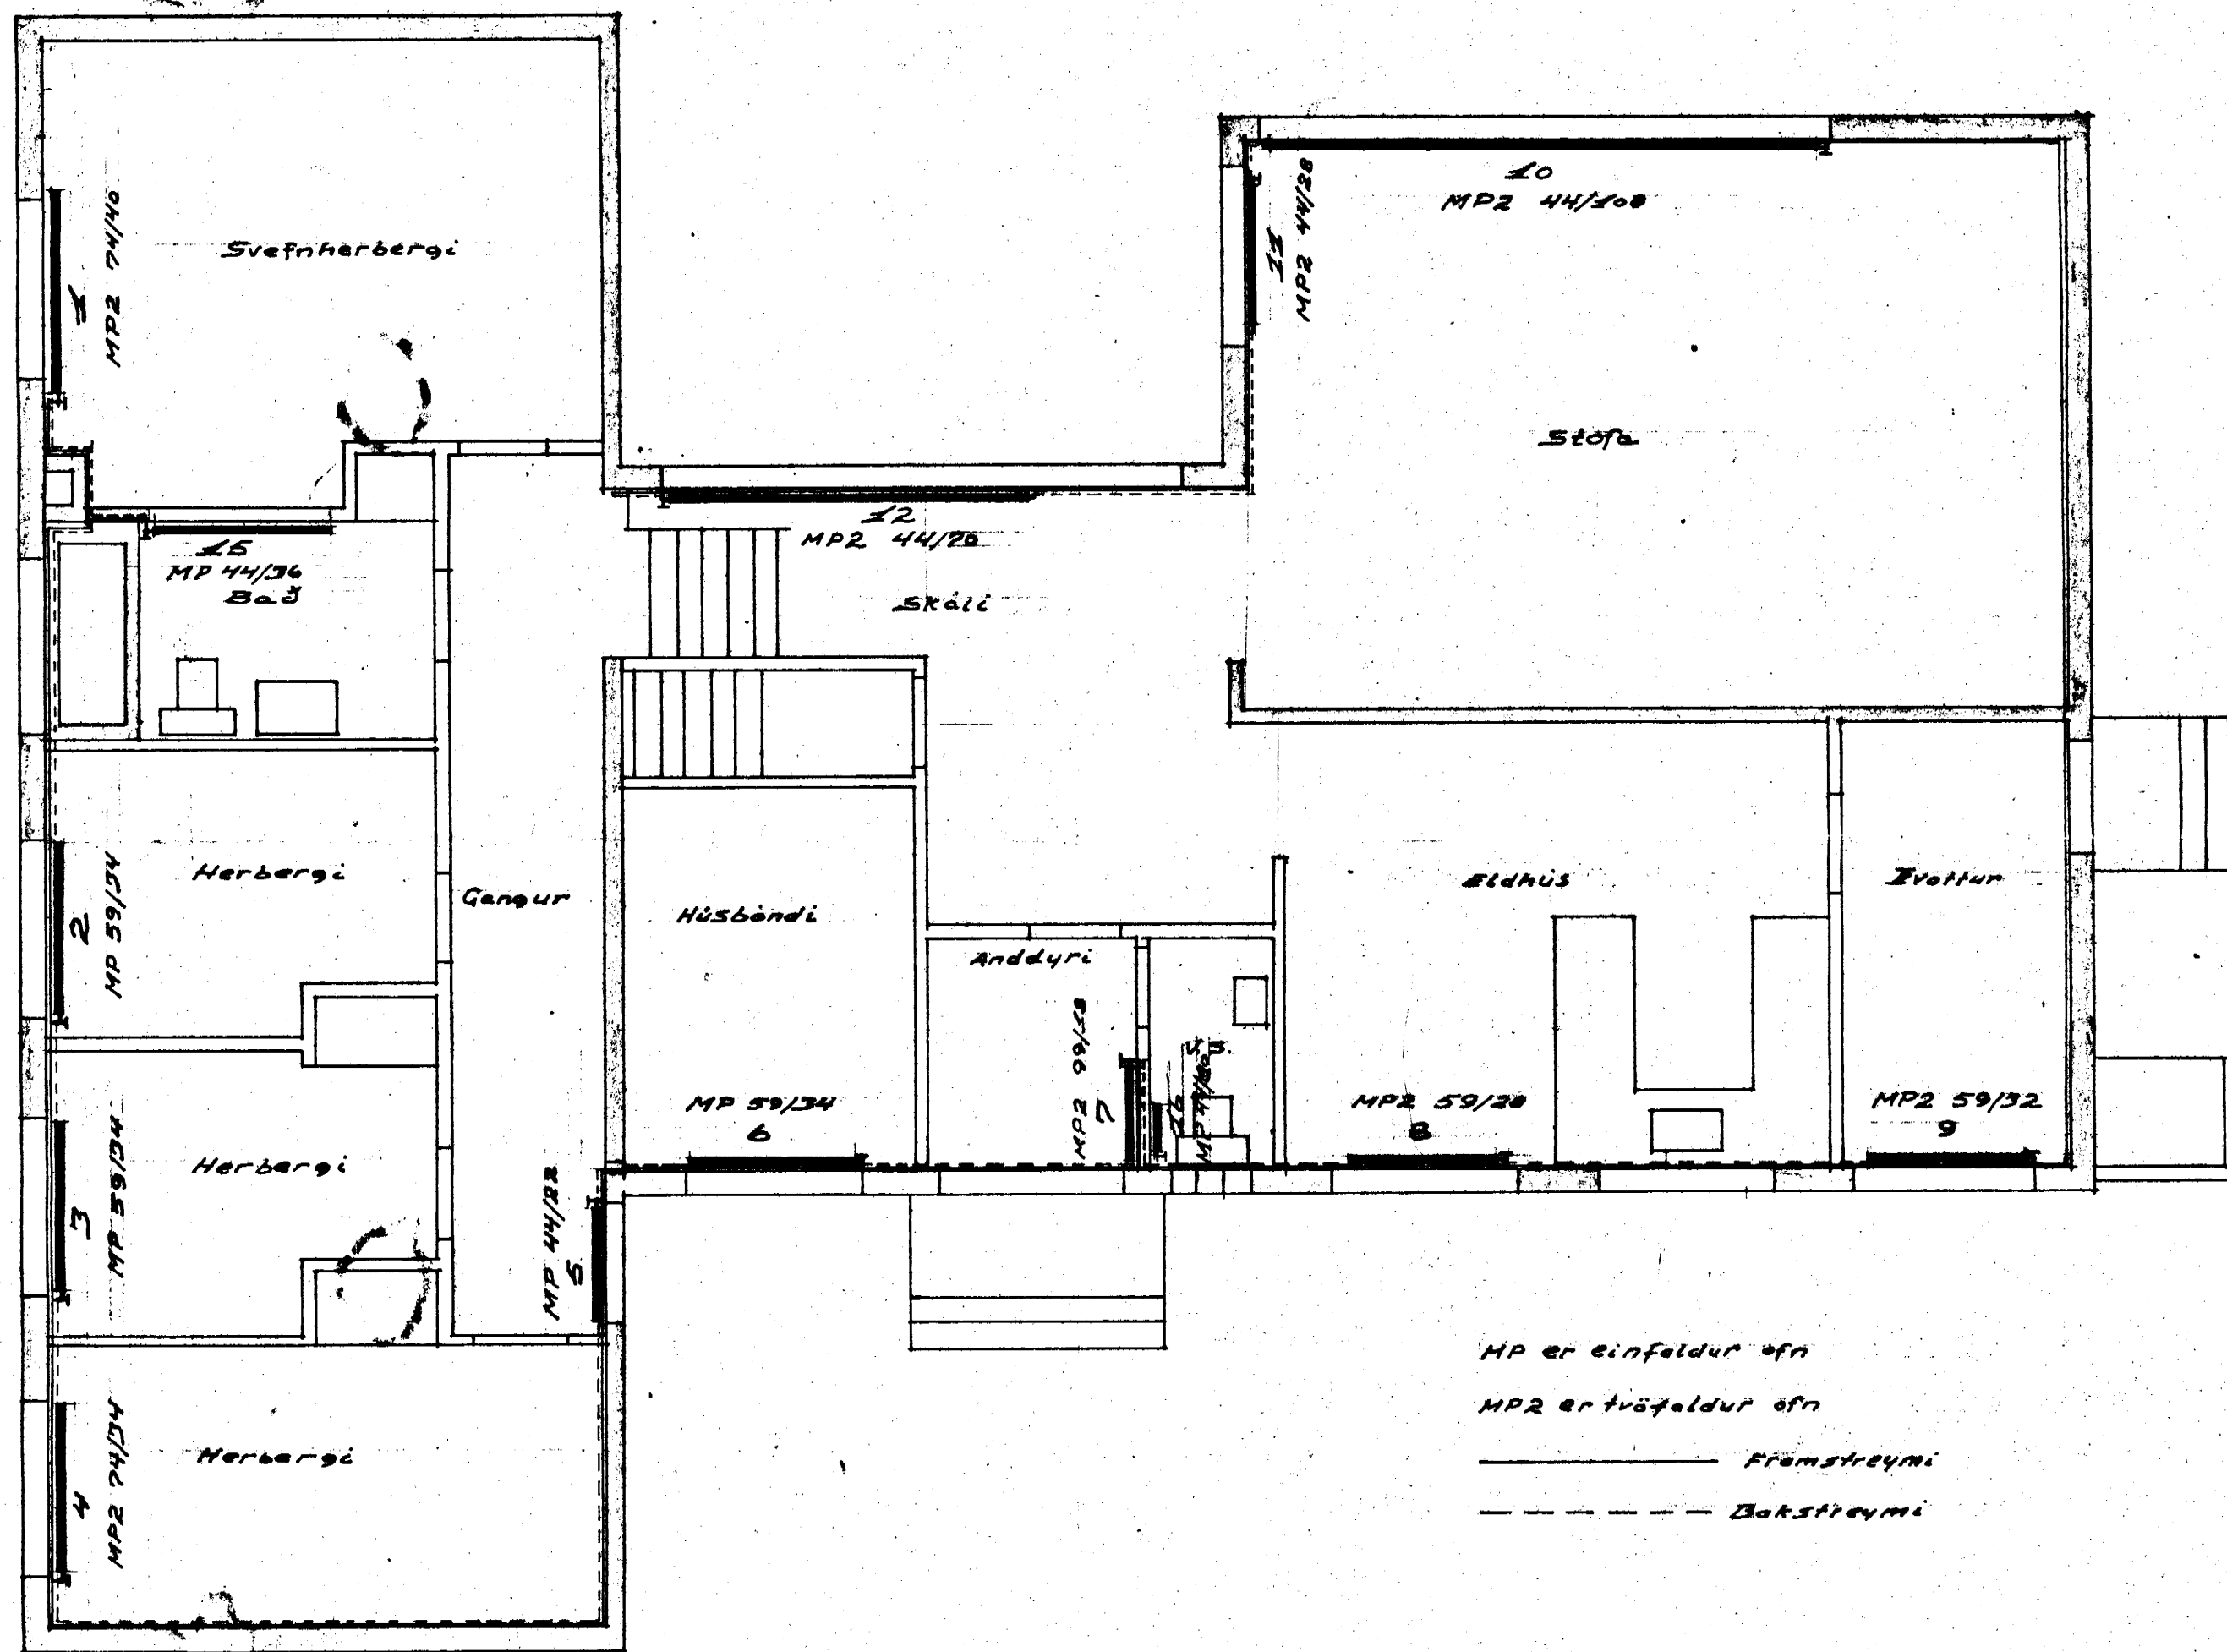 Svefnherbergi
MP2 74/40
1
10
MP2 44/100
11
MP2 44/28
Stofa
12
MP2 44/70
Skáli
15
MP 44/36
Bað
Herbergi
MP 59/34
2
Gangur
Húsbóndi
Anddyri
Eldhús
Þvottur
MP2 66/18
7
V.S.
MP 59/34
6
MP2 59/28
8
MP2 59/32
9
Herbergi
MP 59/34
3
MP 44/22
5
Herbergi
MP2 74/34
4
MP er einfaldur ofn
MP2 er tvöfaldur ofn
Framstreymi
Bakstreymi